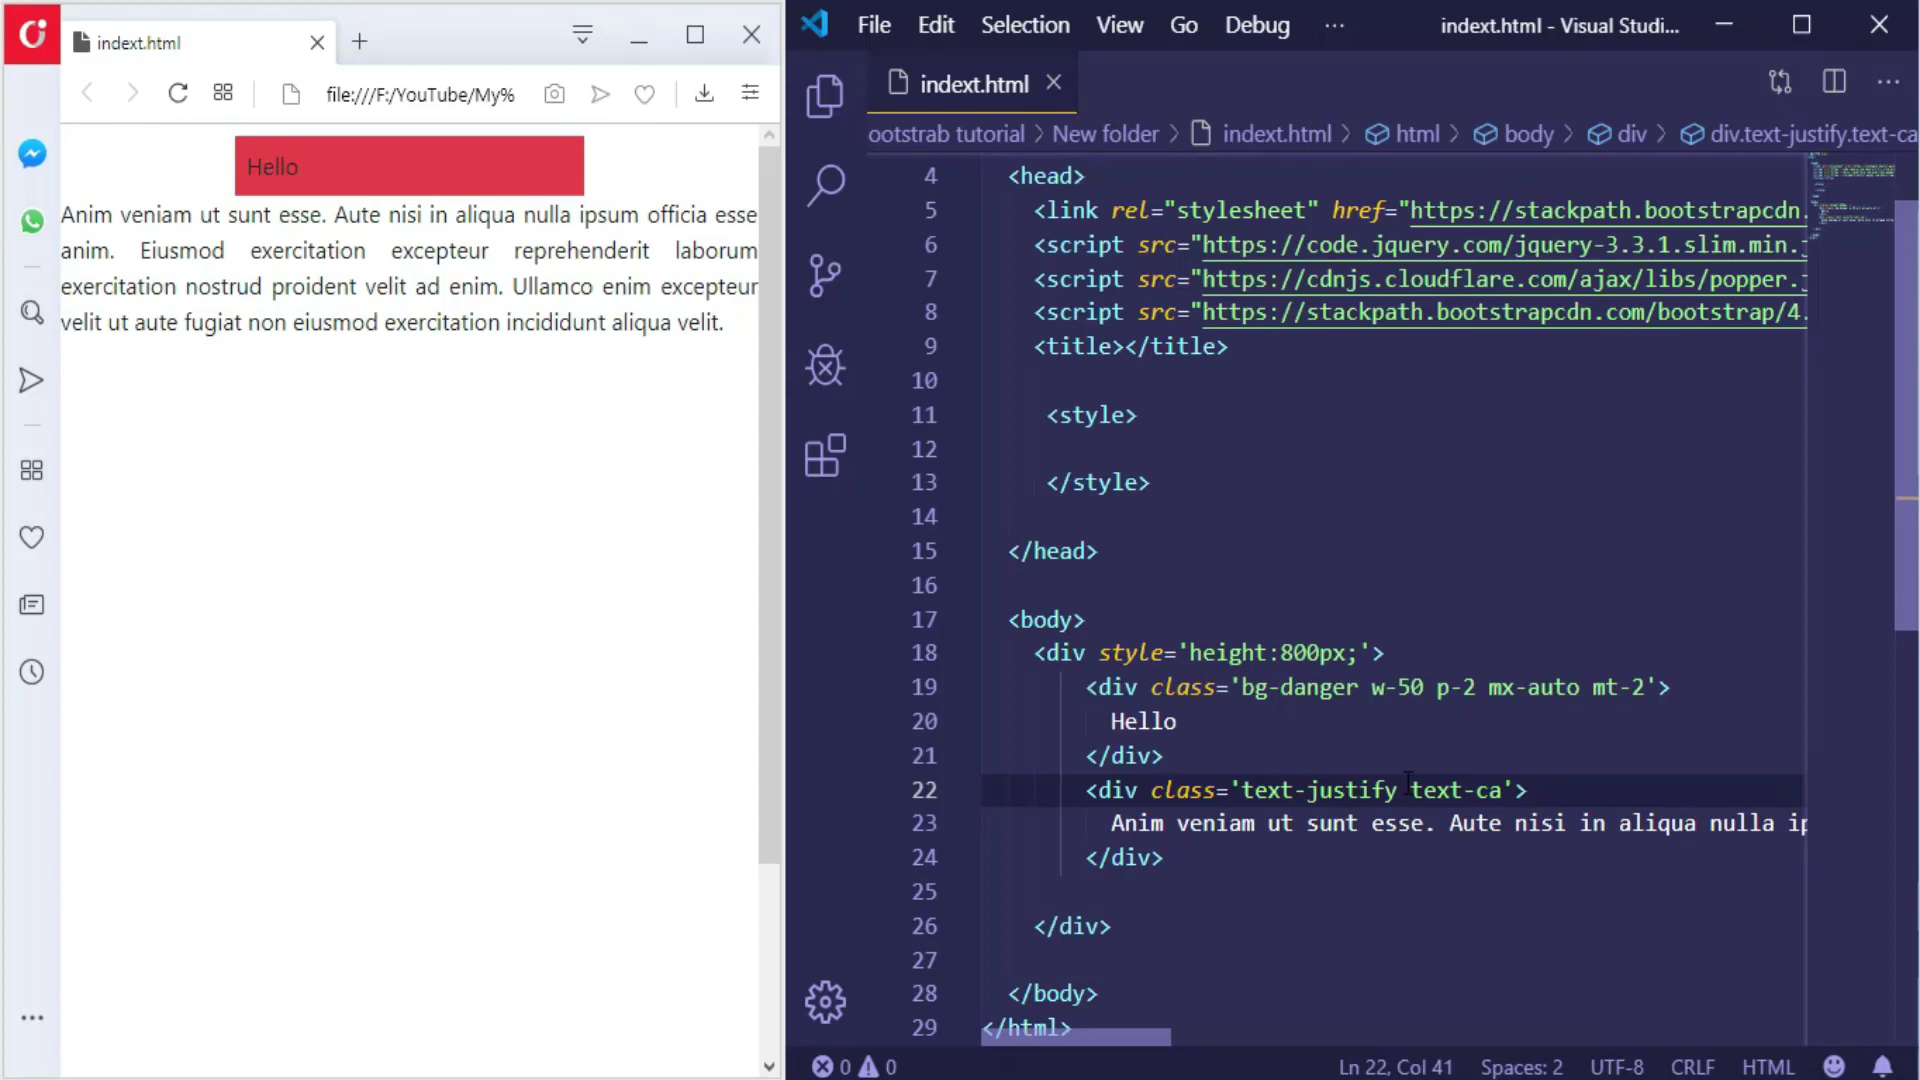 indext.html
file:///F:/YouTube/My%
Hello
Anim veniam ut sunt esse. Aute nisi in aliqua nulla ipsum officia esse
anim. Eiusmod exercitation excepteur reprehenderit laborum
exercitation nostrud proident velit ad enim. Ullamco enim excepteur
velit ut aute fugiat non eiusmod exercitation incididunt aliqua velit.
File Edit Selection View Go Debug ··· indext.html - Visual Studi...
indext.html
ootstrab tutorial > New folder > indext.html > html > body > div > div.text-justify.text-ca
4 <head>
5 <link rel="stylesheet" href="https://stackpath.bootstrapcdn.
6 <script src="https://code.jquery.com/jquery-3.3.1.slim.min.j
7 <script src="https://cdnjs.cloudflare.com/ajax/libs/popper.j
8 <script src="https://stackpath.bootstrapcdn.com/bootstrap/4.
9 <title></title>
10
11 <style>
12
13 </style>
14
15 </head>
16
17 <body>
18 <div style='height:800px;'>
19 <div class='bg-danger w-50 p-2 mx-auto mt-2'>
20 Hello
21 </div>
22 <div class='text-justify text-ca'>
23 Anim veniam ut sunt esse. Aute nisi in aliqua nulla ip
24 </div>
25
26 </div>
27
28 </body>
29 </html>
0 0 Ln 22, Col 41 Spaces: 2 UTF-8 CRLF HTML